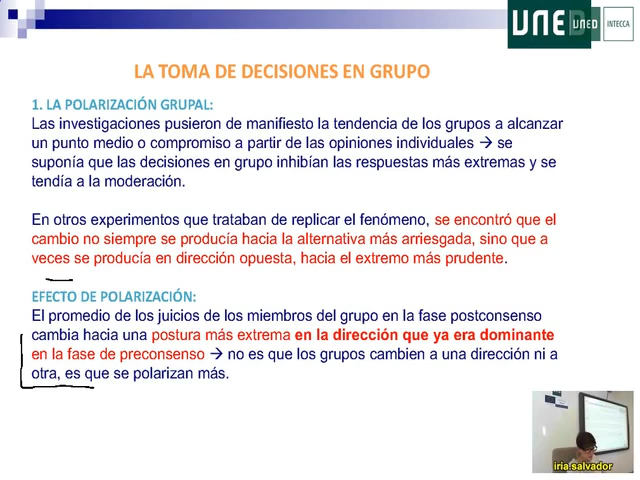 UNED
UNED
INTECCA
LA TOMA DE DECISIONES EN GRUPO
1. LA POLARIZACIÓN GRUPAL:
Las investigaciones pusieron de manifiesto la tendencia de los grupos a alcanzar
un punto medio o compromiso a partir de las opiniones individuales → se
suponía que las decisiones en grupo inhibían las respuestas más extremas y se
tendía a la moderación.
En otros experimentos que trataban de replicar el fenómeno, se encontró que el
cambio no siempre se producía hacia la alternativa más arriesgada, sino que a
veces se producía en dirección opuesta, hacia el extremo más prudente.
EFECTO DE POLARIZACIÓN:
El promedio de los juicios de los miembros del grupo en la fase postconsenso
cambia hacia una postura más extrema en la dirección que ya era dominante
en la fase de preconsenso → no es que los grupos cambien a una dirección ni a
otra, es que se polarizan más.
iria.salvador